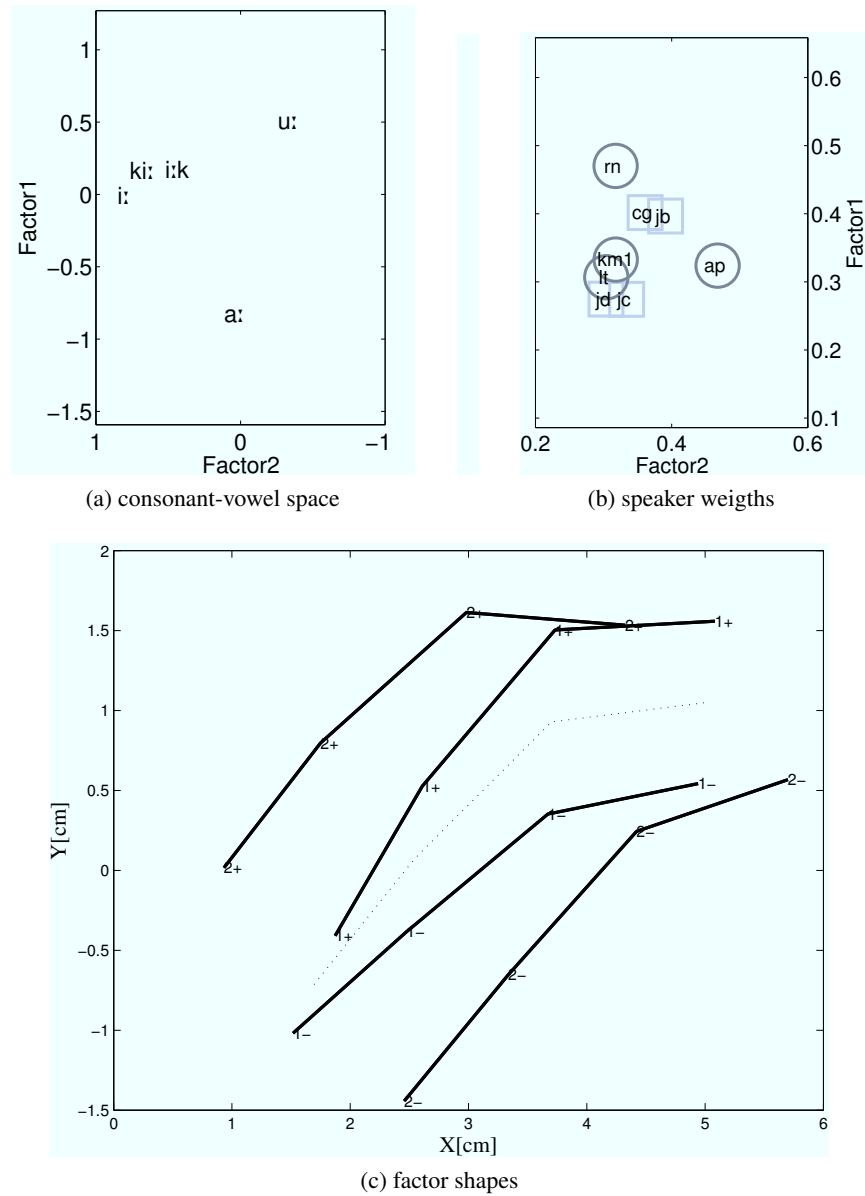 1
0.5
0
−0.5
−1
−1.5
1
0
−1
Factor1
Factor2
uː
kiː
iːk
iː
aː
(a) consonant-vowel space
0.6
0.5
0.4
0.3
0.2
0.1
0.2
0.4
0.6
Factor1
Factor2
rn
cg
jb
km1
lt
ap
jd
jc
(b) speaker weigths
2
1.5
1
0.5
0
−0.5
−1
−1.5
0
1
2
3
4
5
6
Y[cm]
X[cm]
2+
2+
1+
1+
2+
2+
1+
1+
1−
2−
1−
2−
1−
2−
1−
2−
(c) factor shapes